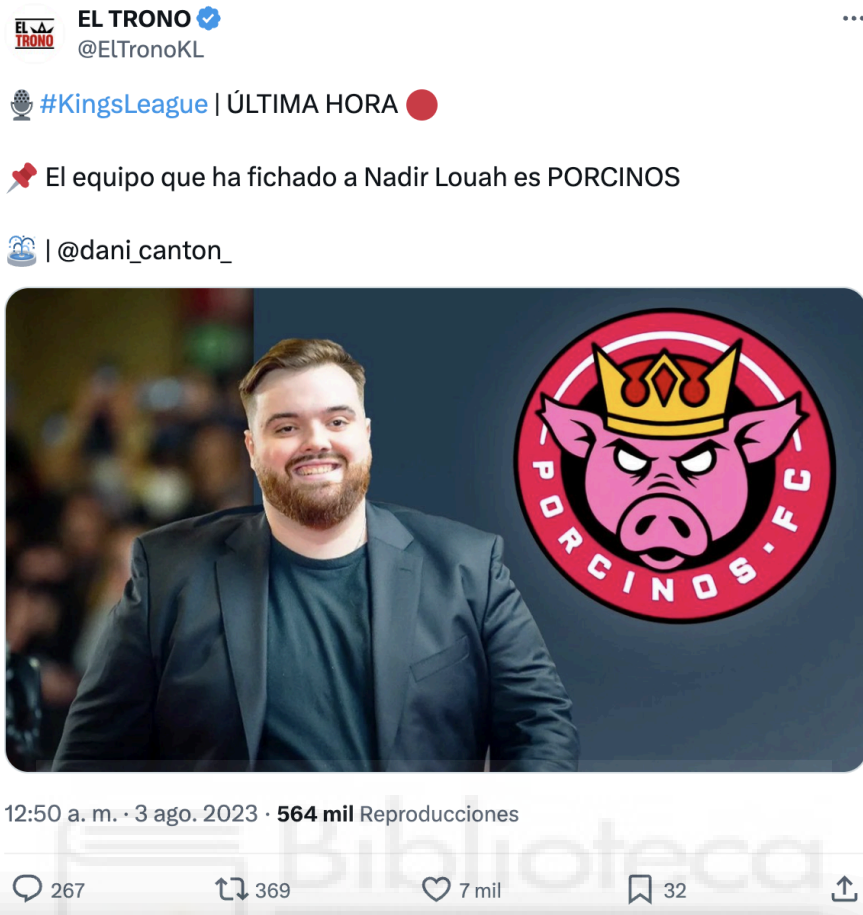 EL TRONO
EL TRONO
@ElTronoKL
#KingsLeague | ÚLTIMA HORA
El equipo que ha fichado a Nadir Louah es PORCINOS
| @dani_canton_
PORCINOS.FC
12:50 a. m. · 3 ago. 2023 · 564 mil Reproducciones
Biblioteca
267 369 7 mil 32